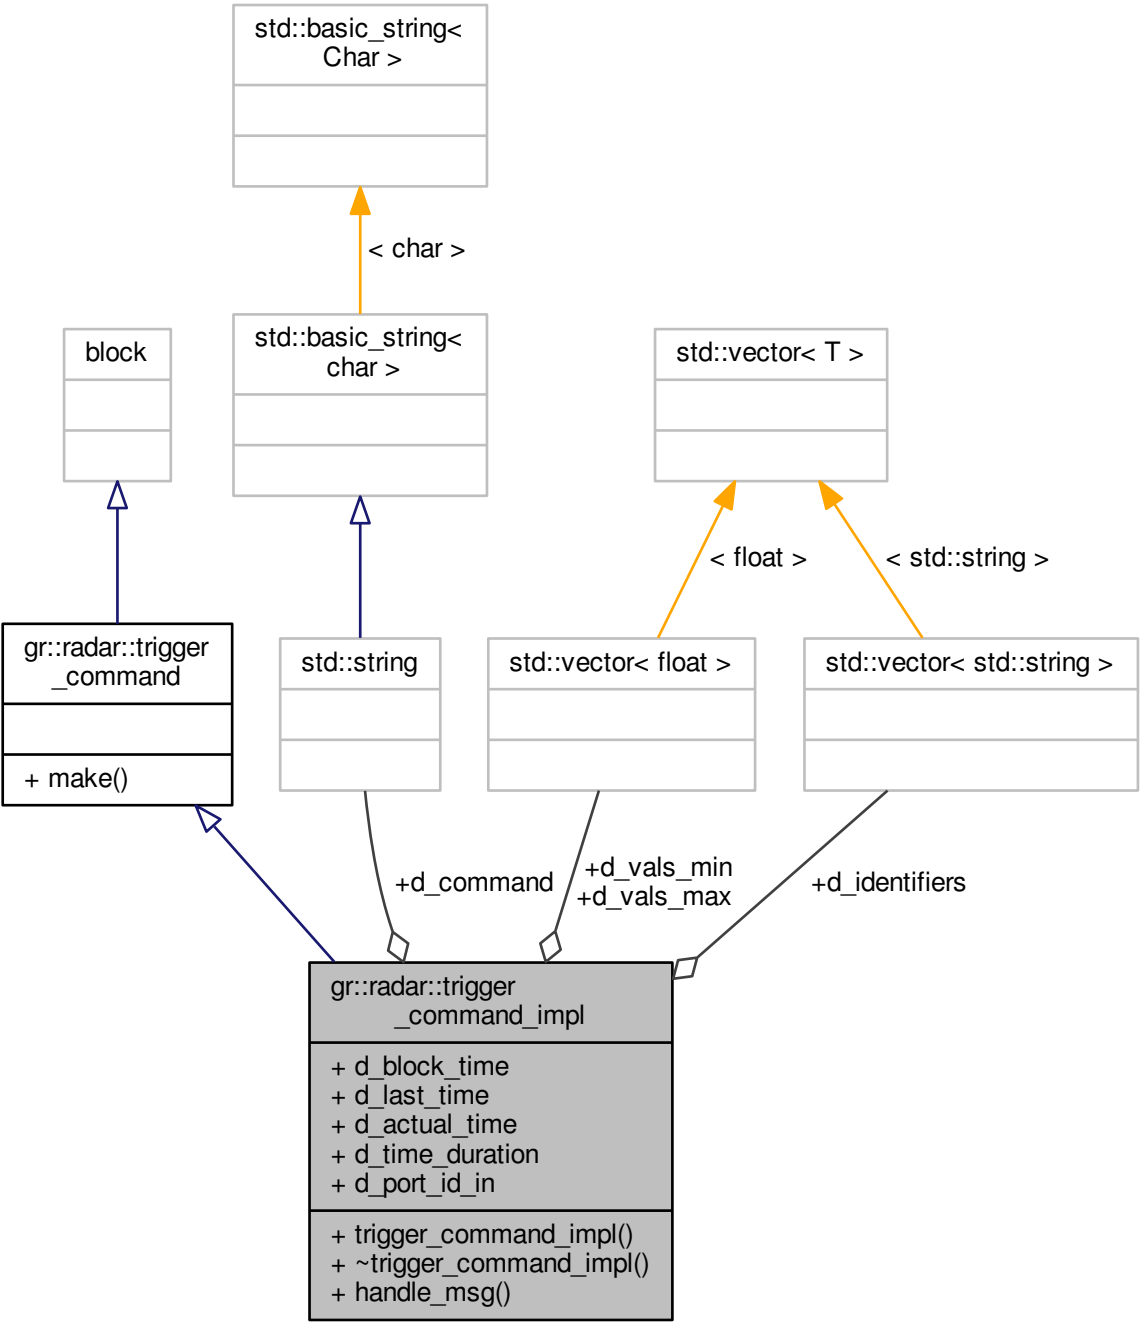 std::basic_string<
Char >
< char >
block
std::basic_string<
char >
std::vector< T >
< float >
< std::string >
gr::radar::trigger
_command
+ make()
std::string
std::vector< float >
std::vector< std::string >
+d_command
+d_vals_min
+d_vals_max
+d_identifiers
gr::radar::trigger
_command_impl
+ d_block_time
+ d_last_time
+ d_actual_time
+ d_time_duration
+ d_port_id_in
+ trigger_command_impl()
+ ~trigger_command_impl()
+ handle_msg()